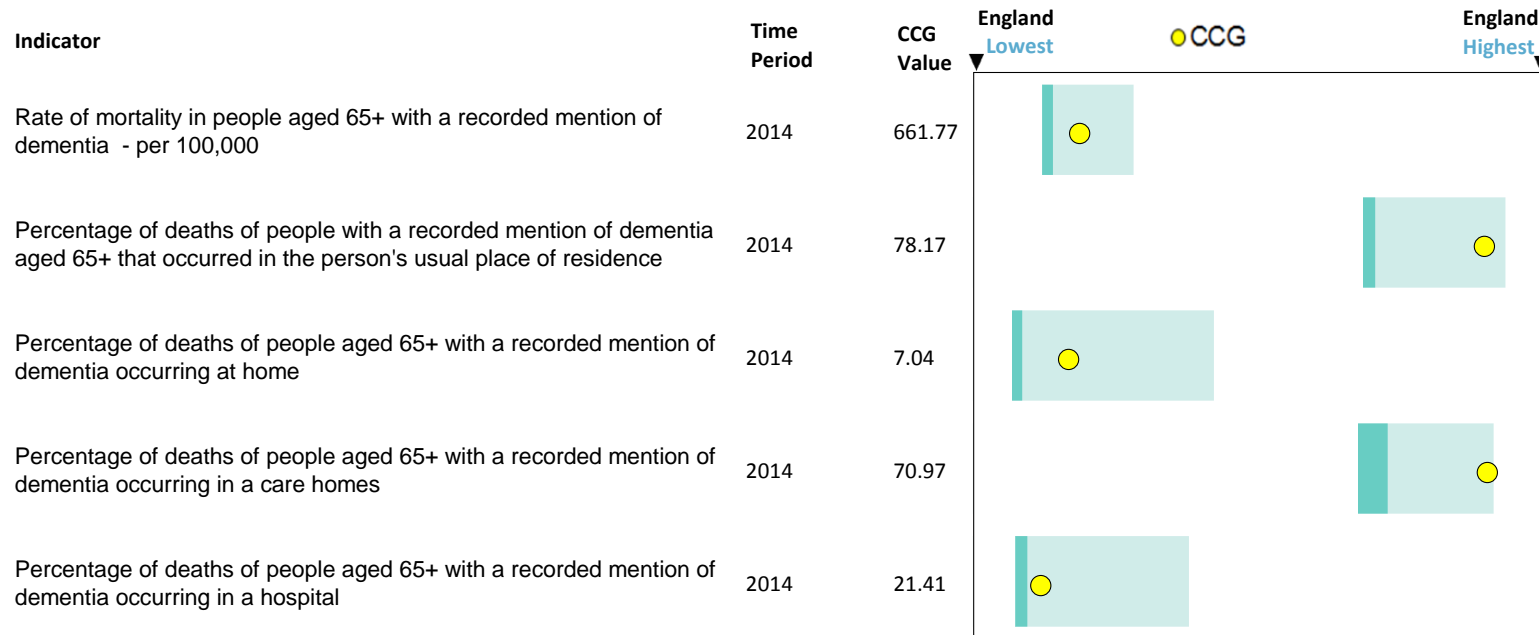 Indicator
Time Period
CCG Value
England Lowest
CCG
England Highest
Rate of mortality in people aged 65+ with a recorded mention of
dementia - per 100,000
2014
661.77
Percentage of deaths of people with a recorded mention of dementia
aged 65+ that occurred in the person's usual place of residence
2014
78.17
Percentage of deaths of people aged 65+ with a recorded mention of
dementia occurring at home
2014
7.04
Percentage of deaths of people aged 65+ with a recorded mention of
dementia occurring in a care homes
2014
70.97
Percentage of deaths of people aged 65+ with a recorded mention of
dementia occurring in a hospital
2014
21.41